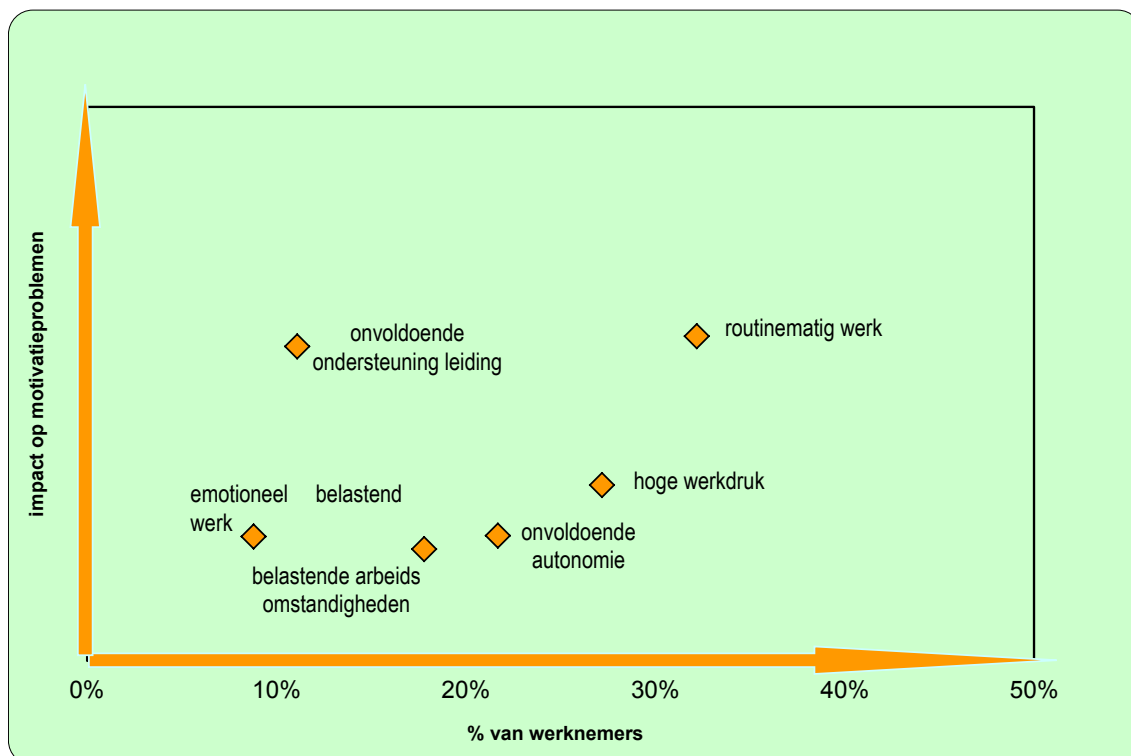 impact op motivatieproblemen
onvoldoende
ondersteuning leiding
routinematig werk
emotioneel belastend
werk
hoge werkdruk
onvoldoende
autonomie
belastende arbeids
omstandigheden
0% 10% 20% 30% 40% 50%
% van werknemers